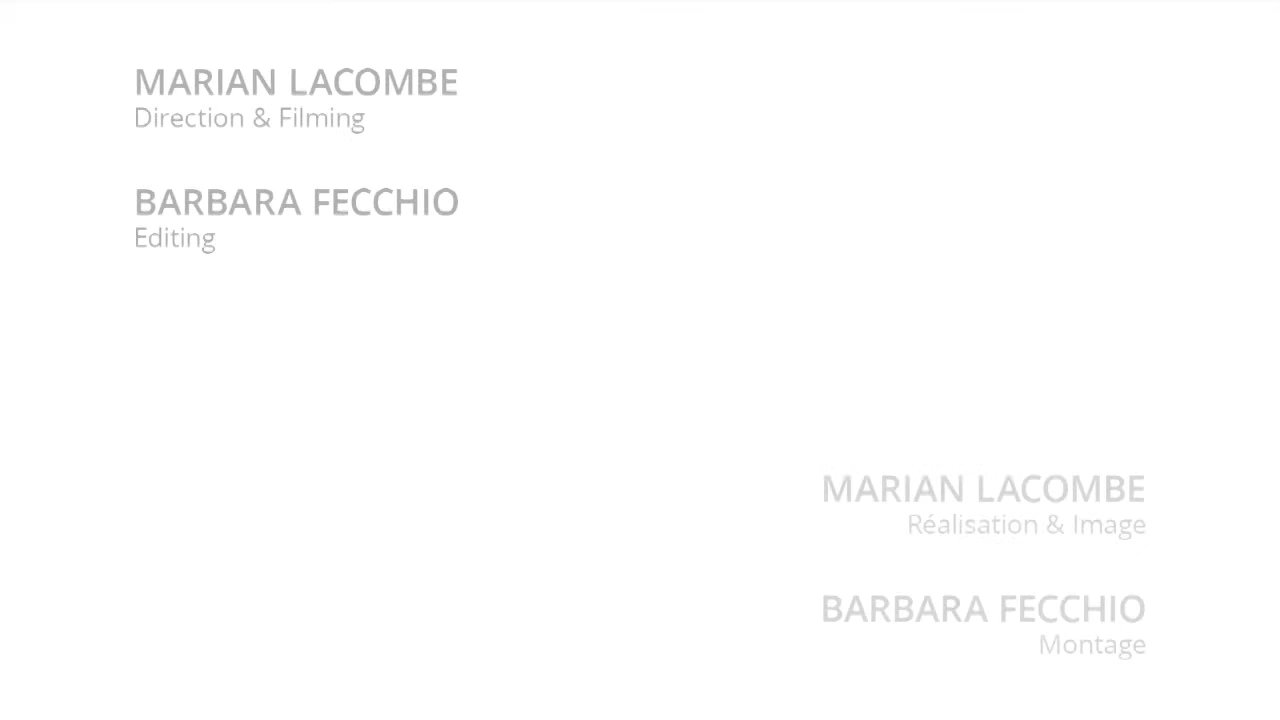 MARIAN LACOMBE
Direction & Filming
BARBARA FECCHIO
Editing
MARIAN LACOMBE
Réalisation & Image
BARBARA FECCHIO
Montage